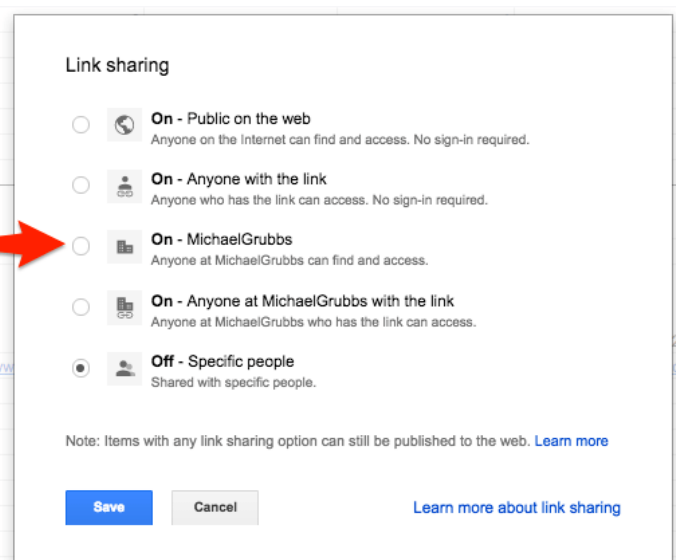 Link sharing
On - Public on the web
Anyone on the Internet can find and access. No sign-in required.
On - Anyone with the link
Anyone who has the link can access. No sign-in required.
On - MichaelGrubbs
Anyone at MichaelGrubbs can find and access.
On - Anyone at MichaelGrubbs with the link
Anyone at MichaelGrubbs who has the link can access.
Off - Specific people
Shared with specific people.
Note: Items with any link sharing option can still be published to the web. Learn more
Save Cancel Learn more about link sharing